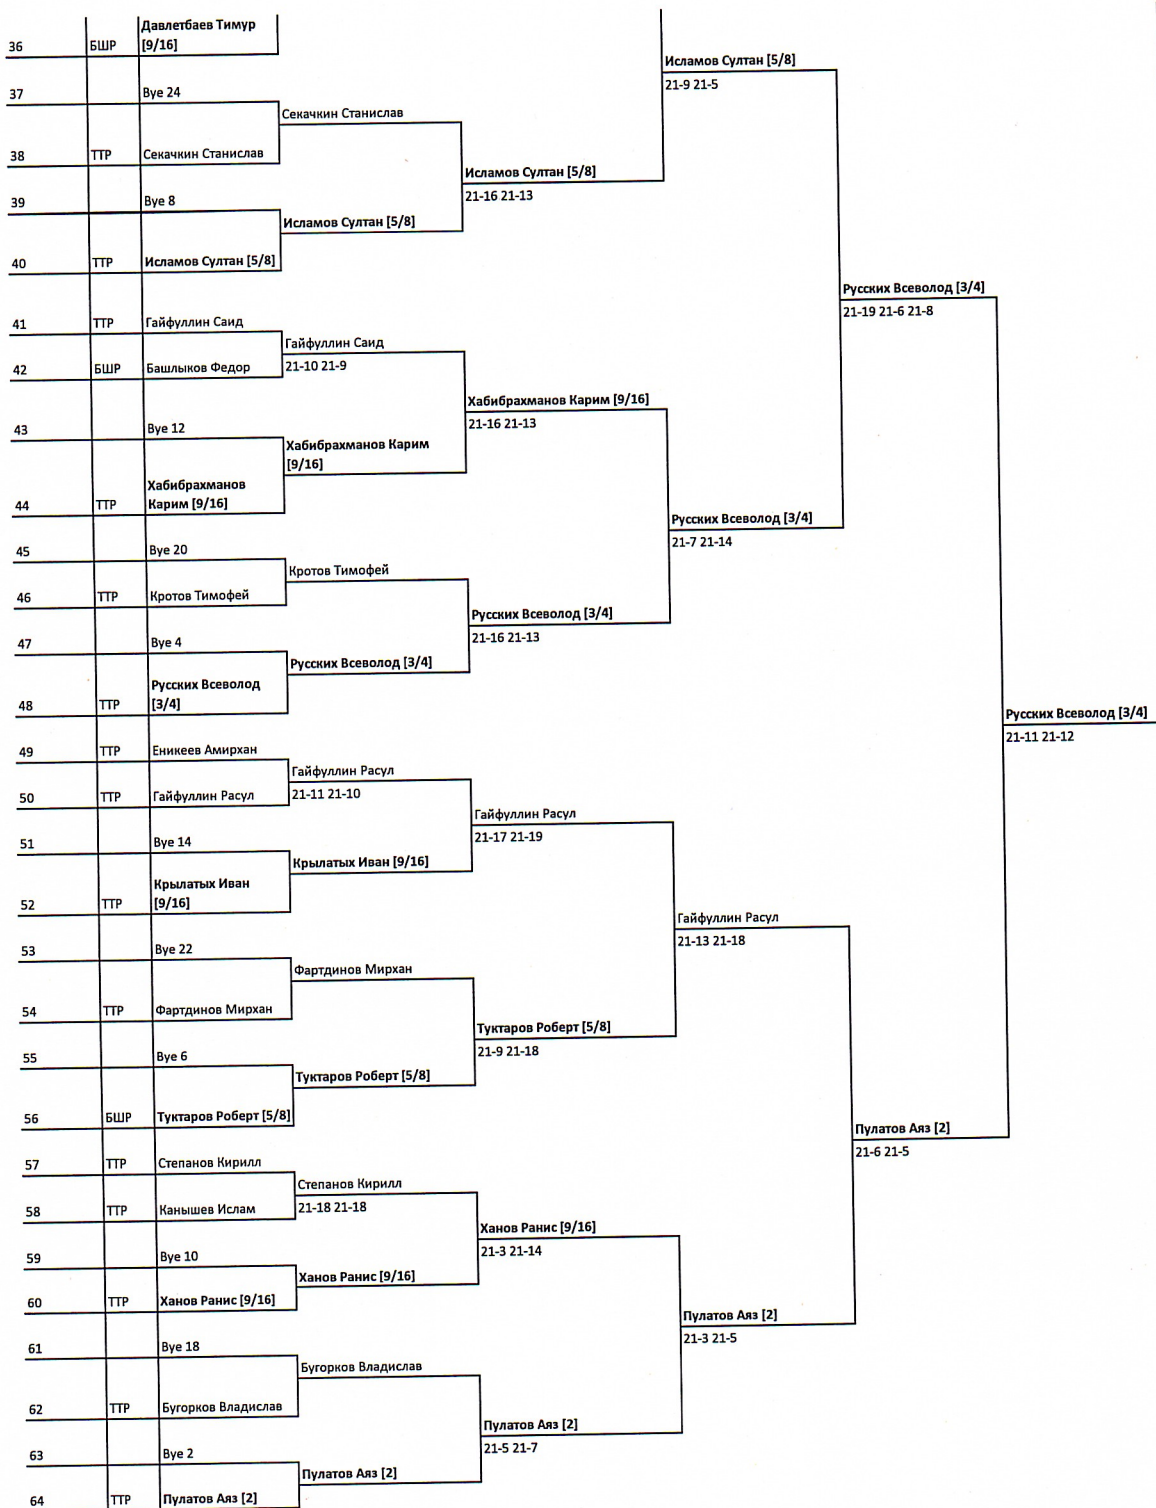 Давлетбаев Тимур
36 БШР [9/16]
Исламов Султан [5/8]
21-9 21-5
37 Bye 24
Секачкин Станислав
38 ТТР Секачкин Станислав
Исламов Султан [5/8]
21-16 21-13
39 Bye 8
Исламов Султан [5/8]
40 ТТР Исламов Султан [5/8]
Русских Всеволод [3/4]
21-19 21-6 21-8
41 ТТР Гайфуллин Саид
Гайфуллин Саид
42 БШР Башлыков Федор 21-10 21-9
Хабибрахманов Карим [9/16]
21-16 21-13
43 Bye 12
Хабибрахманов Карим
[9/16]
Хабибрахманов
44 ТТР Карим [9/16]
Русских Всеволод [3/4]
21-7 21-14
45 Bye 20
Кротов Тимофей
46 ТТР Кротов Тимофей
Русских Всеволод [3/4]
21-16 21-13
47 Bye 4
Русских Всеволод [3/4]
Русских Всеволод
48 ТТР [3/4]
Русских Всеволод [3/4]
21-11 21-12
49 ТТР Еникеев Амирхан
Гайфуллин Расул
50 ТТР Гайфуллин Расул 21-11 21-10
Гайфуллин Расул
21-17 21-19
51 Bye 14
Крылатых Иван [9/16]
Крылатых Иван
52 ТТР [9/16]
Гайфуллин Расул
21-13 21-18
53 Bye 22
Фартдинов Мирхан
54 ТТР Фартдинов Мирхан
Туктаров Роберт [5/8]
21-9 21-18
55 Bye 6
Туктаров Роберт [5/8]
56 БШР Туктаров Роберт [5/8]
Пулатов Аяз [2]
21-6 21-5
57 ТТР Степанов Кирилл
Степанов Кирилл
58 ТТР Канышев Ислам 21-18 21-18
Ханов Ранис [9/16]
21-3 21-14
59 Bye 10
Ханов Ранис [9/16]
60 ТТР Ханов Ранис [9/16]
Пулатов Аяз [2]
21-3 21-5
61 Bye 18
Бугорков Владислав
62 ТТР Бугорков Владислав
Пулатов Аяз [2]
21-5 21-7
63 Bye 2
Пулатов Аяз [2]
64 ТТР Пулатов Аяз [2]